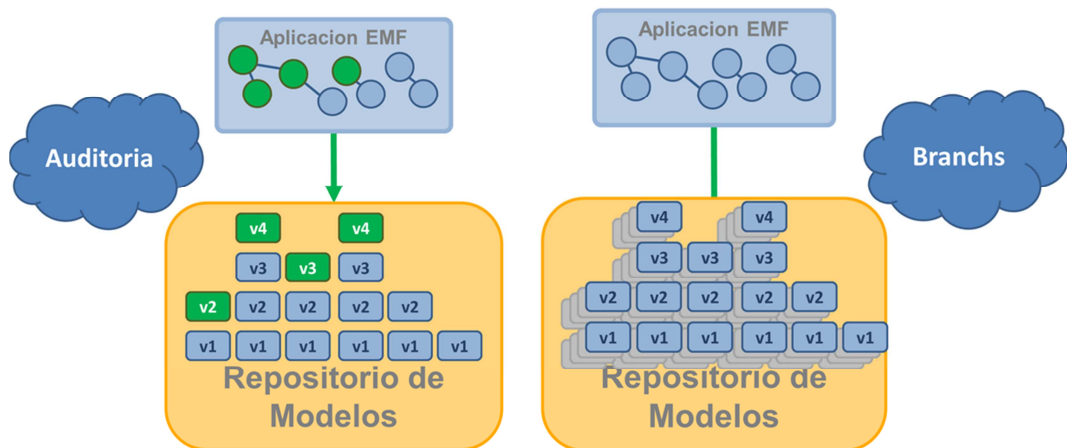 Aplicacion EMF
Auditoria
v4 v4
v3 v3 v3
v2 v2 v2 v2 v2
v1 v1 v1 v1 v1 v1
Repositorio de
Modelos
Aplicacion EMF
Branchs
v4 v4
v3 v3 v3
v2 v2 v2 v2 v2
v1 v1 v1 v1 v1 v1
Repositorio de
Modelos